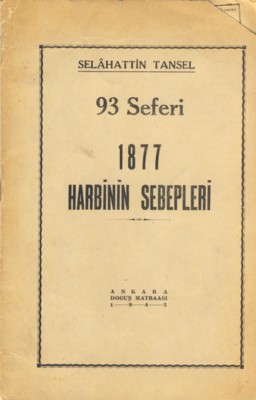 SELÂHATTİN TANSEL
93 Seferi
1877
HARBİNİN SEBEPLERİ
ANKARA
DOĞUŞ MATBAASI